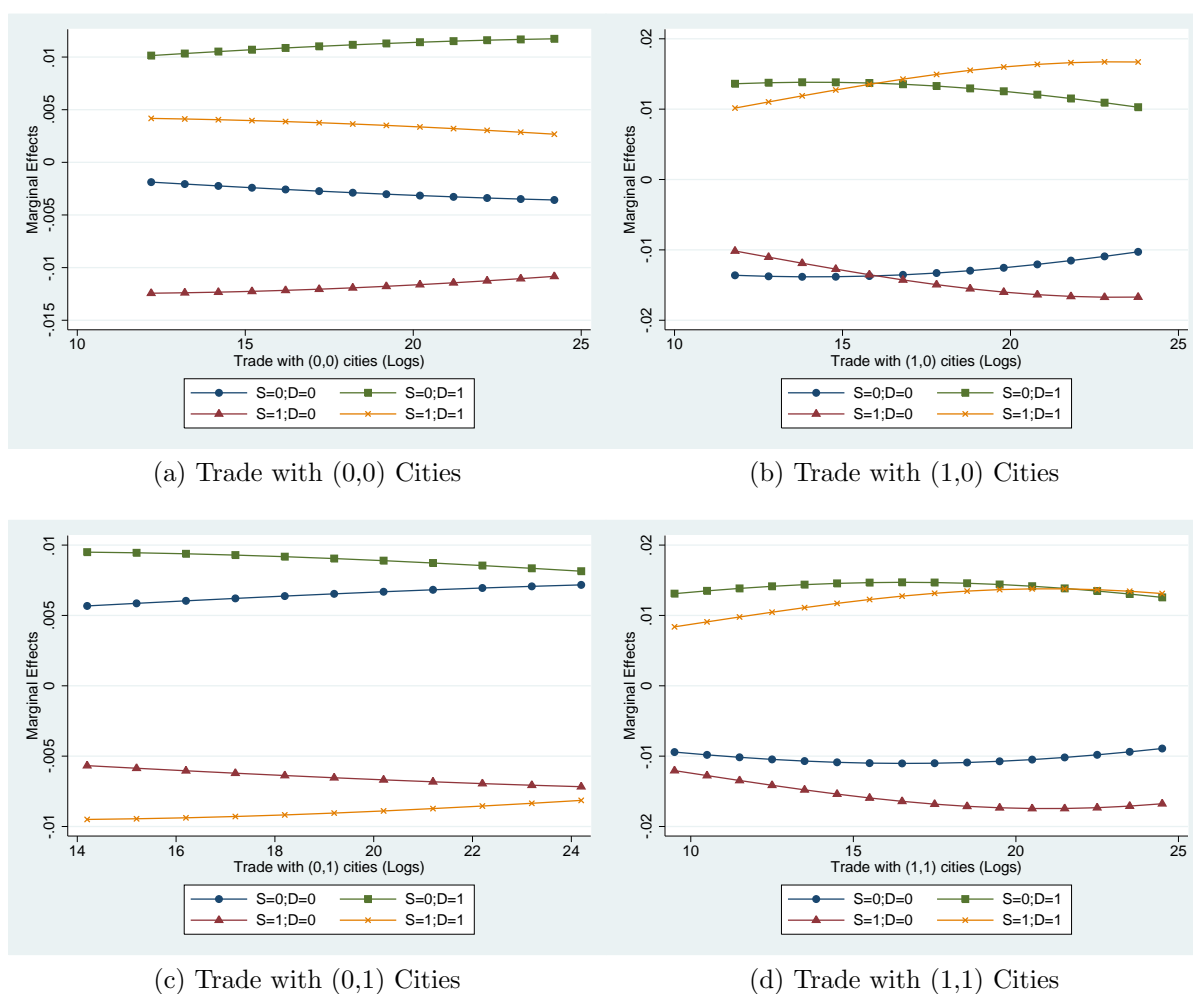 Marginal Effects
.01
.005
0
-.005
-.01
-.015
10 15 20 25
Trade with (0,0) cities (Logs)
S=0;D=0 S=0;D=1
S=1;D=0 S=1;D=1
(a) Trade with (0,0) Cities
Marginal Effects
.02
.01
0
-.01
-.02
10 15 20 25
Trade with (1,0) cities (Logs)
S=0;D=0 S=0;D=1
S=1;D=0 S=1;D=1
(b) Trade with (1,0) Cities
Marginal Effects
.01
.005
0
-.005
-.01
14 16 18 20 22 24
Trade with (0,1) cities (Logs)
S=0;D=0 S=0;D=1
S=1;D=0 S=1;D=1
(c) Trade with (0,1) Cities
Marginal Effects
.02
.01
0
-.01
-.02
10 15 20 25
Trade with (1,1) cities (Logs)
S=0;D=0 S=0;D=1
S=1;D=0 S=1;D=1
(d) Trade with (1,1) Cities